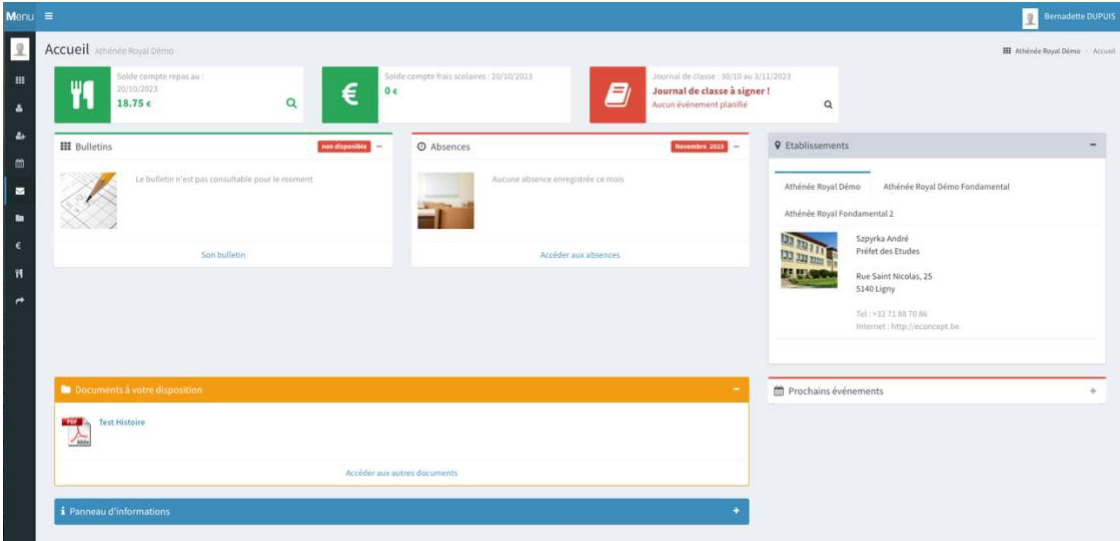 Menu
Bernadette DUPUIS
Accueil Athénée Royal Démo
Athénée Royal Démo Accueil
Solde compte repas au :
20/10/2023
18.75 €
Solde compte frais scolaires : 20/10/2023
0 €
Journal de classe : 30/10 au 3/11/2023
Journal de classe à signer !
Aucun événement planifié
Bulletins
non disponible
Le bulletin n'est pas consultable pour le moment
Son bulletin
Absences
Novembre 2023
Aucune absence enregistrée ce mois
Accéder aux absences
Etablissements
Athénée Royal Démo
Athénée Royal Démo Fondamental
Athénée Royal Fondamental 2
Szpyrka André
Préfet des Etudes
Rue Saint Nicolas, 25
5140 Ligny
Tel : +32 71 88 70 86
Internet : http://econcept.be
Documents à votre disposition
PDF
Adobe
Test Histoire
Accéder aux autres documents
Prochains événements
Panneau d'informations